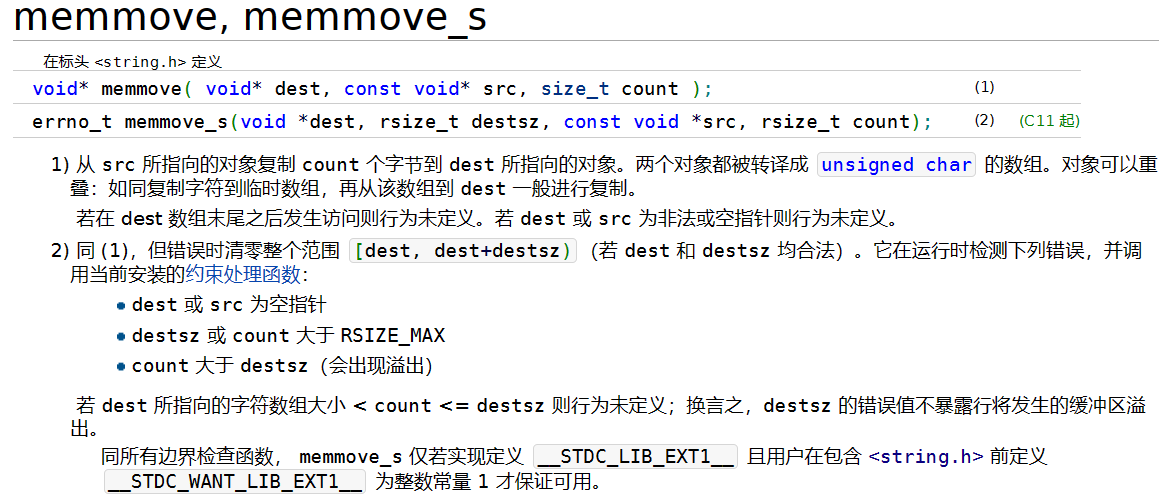 memmove, memmove_s
在标头 <string.h> 定义
void* memmove( void* dest, const void* src, size_t count ); (1)
errno_t memmove_s(void *dest, rsize_t destsz, const void *src, rsize_t count); (2) (C11 起)
1) 从 src 所指向的对象复制 count 个字节到 dest 所指向的对象。两个对象都被转译成 unsigned char 的数组。对象可以重
叠：如同复制字符到临时数组，再从该数组到 dest 一般进行复制。
若在 dest 数组末尾之后发生访问则行为未定义。若 dest 或 src 为非法或空指针则行为未定义。
2) 同 (1)，但错误时清零整个范围 [dest, dest+destsz) （若 dest 和 destsz 均合法）。它在运行时检测下列错误，并调
用当前安装的约束处理函数：
• dest 或 src 为空指针
• destsz 或 count 大于 RSIZE_MAX
• count 大于 destsz（会出现溢出）
若 dest 所指向的字符数组大小 < count <= destsz 则行为未定义；换言之，destsz 的错误值不暴露行将发生的缓冲区溢
出。
同所有边界检查函数， memmove_s 仅若实现定义 __STDC_LIB_EXT1__ 且用户在包含 <string.h> 前定义
__STDC_WANT_LIB_EXT1__ 为整数常量 1 才保证可用。